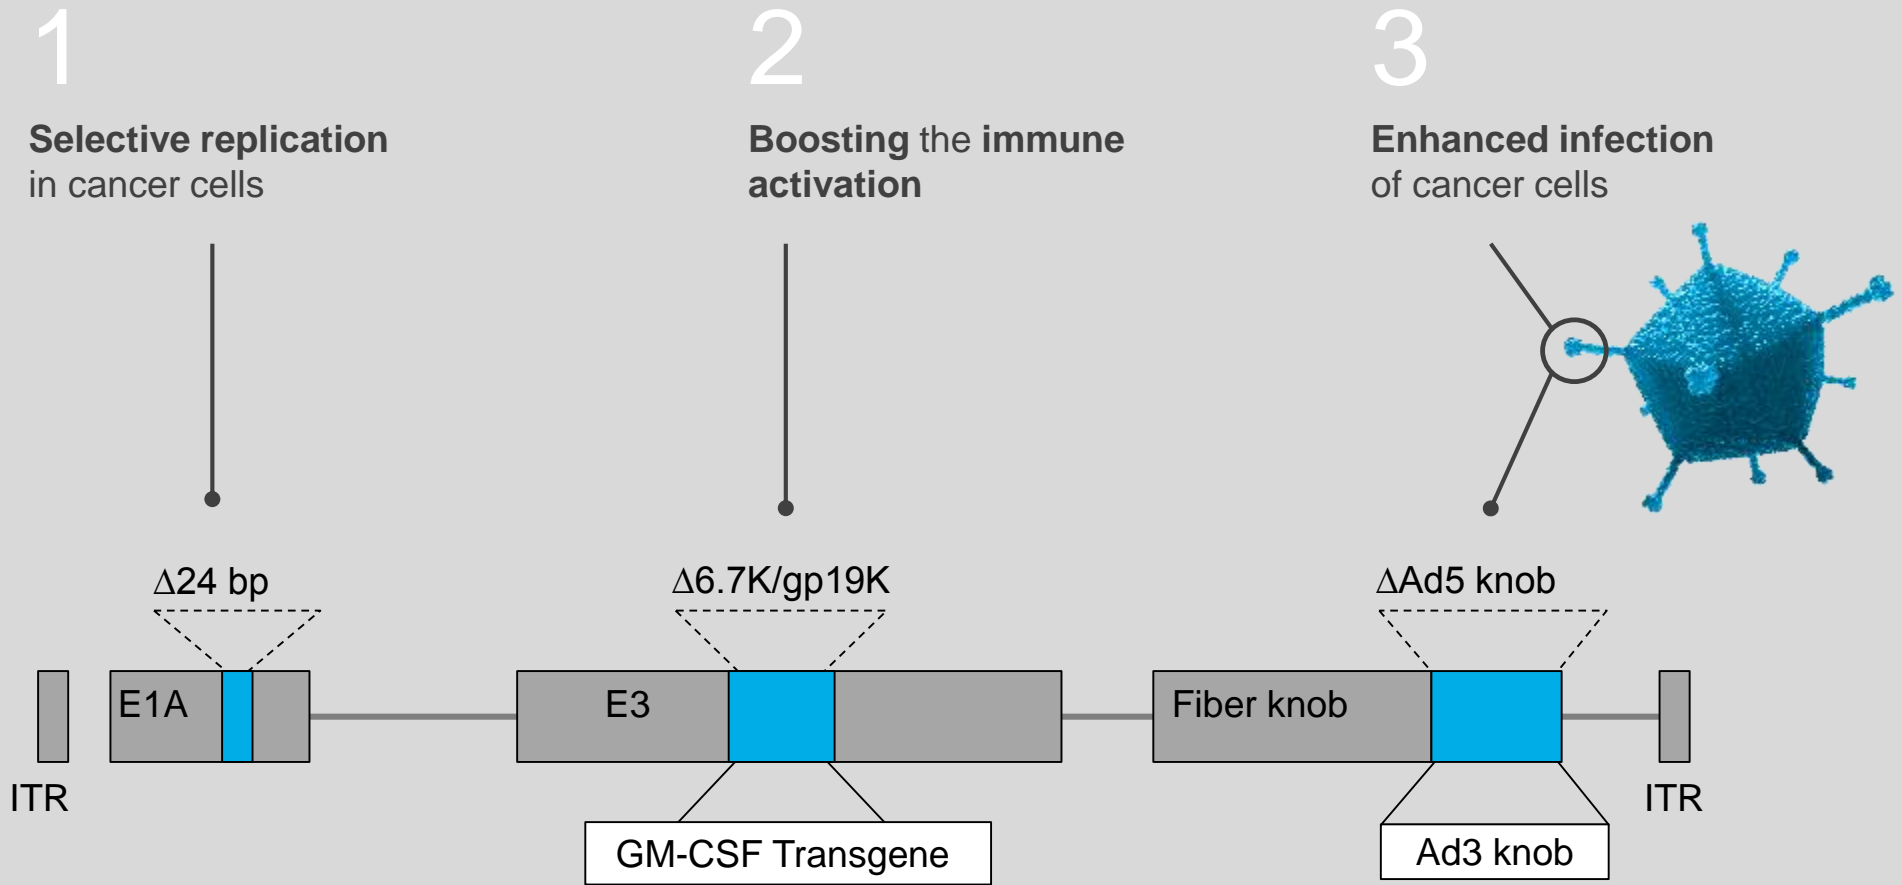 1
Selective replication
in cancer cells
2
Boosting the immune
activation
3
Enhanced infection
of cancer cells
Δ24 bp
Δ6.7K/gp19K
ΔAd5 knob
E1A
E3
Fiber knob
ITR
ITR
GM-CSF Transgene
Ad3 knob